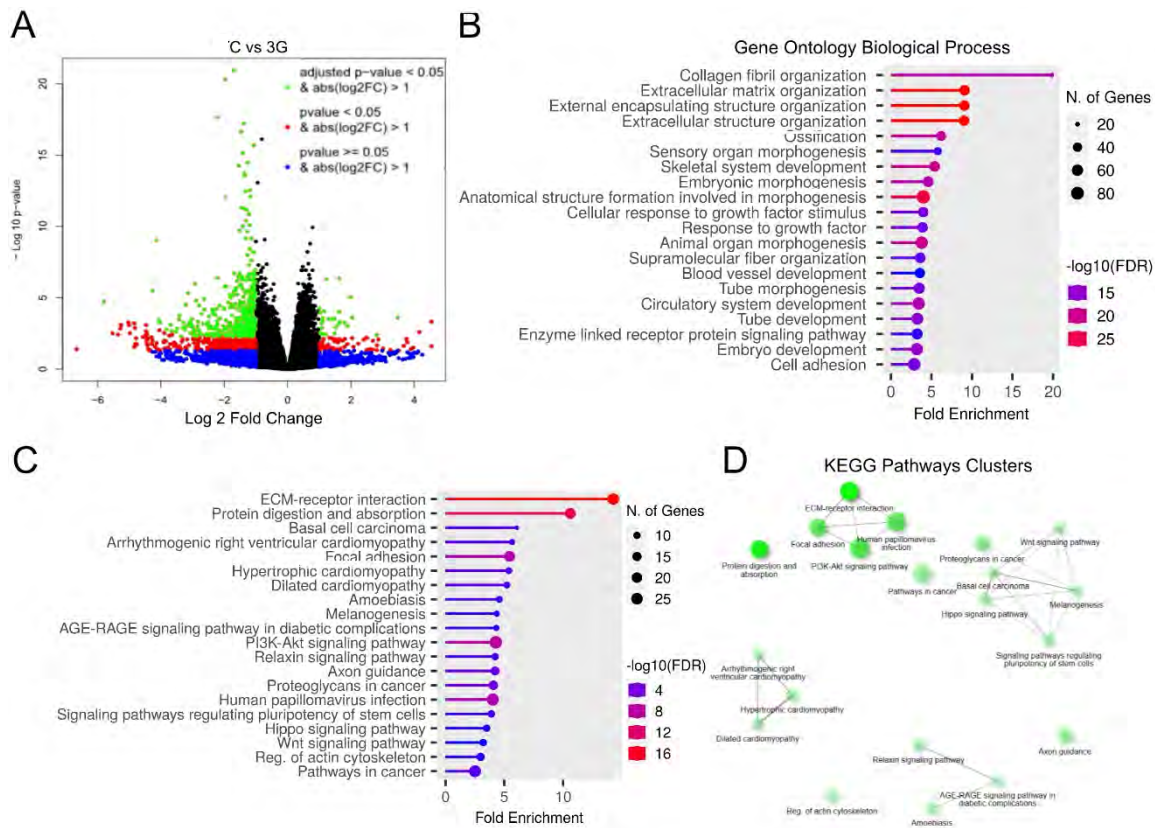 A
C vs 3G
adjusted p-value < 0.05
& abs(log2FC) > 1
pvalue < 0.05
& abs(log2FC) > 1
pvalue >= 0.05
& abs(log2FC) > 1
− Log 10 p-value
20
15
10
5
0
−6
−4
−2
0
2
4
Log 2 Fold Change
B
Gene Ontology Biological Process
Collagen fibril organization
Extracellular matrix organization
External encapsulating structure organization
Extracellular structure organization
Ossification
Sensory organ morphogenesis
Skeletal system development
Embryonic morphogenesis
Anatomical structure formation involved in morphogenesis
Cellular response to growth factor stimulus
Response to growth factor
Animal organ morphogenesis
Supramolecular fiber organization
Blood vessel development
Tube morphogenesis
Circulatory system development
Tube development
Enzyme linked receptor protein signaling pathway
Embryo development
Cell adhesion
0
5
10
15
20
Fold Enrichment
N. of Genes
20
40
60
80
-log10(FDR)
15
20
25
C
ECM-receptor interaction
Protein digestion and absorption
Basal cell carcinoma
Arrhythmogenic right ventricular cardiomyopathy
Focal adhesion
Hypertrophic cardiomyopathy
Dilated cardiomyopathy
Amoebiasis
Melanogenesis
AGE-RAGE signaling pathway in diabetic complications
PI3K-Akt signaling pathway
Relaxin signaling pathway
Axon guidance
Proteoglycans in cancer
Human papillomavirus infection
Signaling pathways regulating pluripotency of stem cells
Hippo signaling pathway
Wnt signaling pathway
Reg. of actin cytoskeleton
Pathways in cancer
0
5
10
Fold Enrichment
N. of Genes
10
15
20
25
-log10(FDR)
4
8
12
16
D
KEGG Pathways Clusters
ECM-receptor interaction
Focal adhesion
Human papillomavirus
infection
Protein digestion and
absorption
PI3K-Akt signaling pathway
Wnt signaling pathway
Proteoglycans in cancer
Basal cell carcinoma
Pathways in cancer
Melanogenesis
Hippo signaling pathway
Signaling pathways regulating
pluripotency of stem cells
Arrhythmogenic right
ventricular cardiomyopathy
Hypertrophic cardiomyopathy
Dilated cardiomyopathy
Axon guidance
Relaxin signaling pathway
AGE-RAGE signaling pathway in
diabetic complications
Reg. of actin cytoskeleton
Amoebiasis